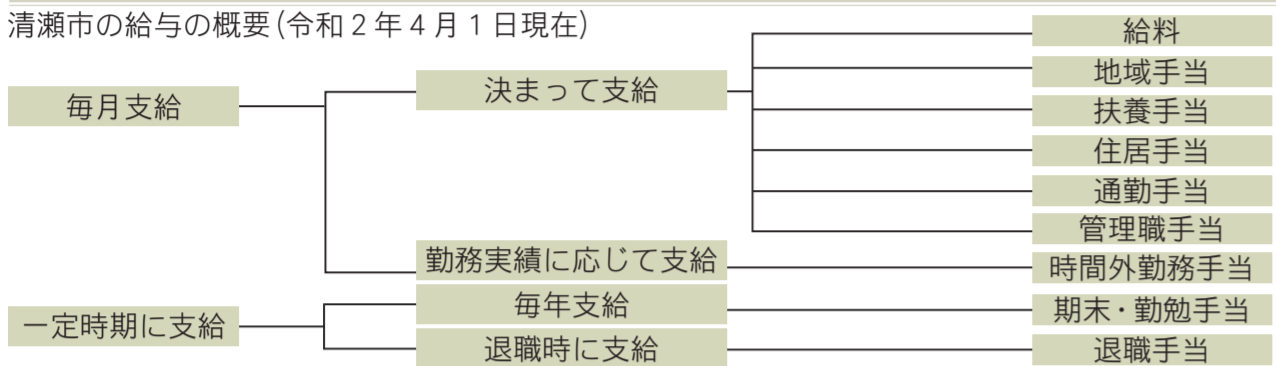 清瀬市の給与の概要(令和2年4月1日現在)
毎月支給
決まって支給
給料
地域手当
扶養手当
住居手当
通勤手当
管理職手当
勤務実績に応じて支給
時間外勤務手当
一定時期に支給
毎年支給
期末・勤勉手当
退職時に支給
退職手当